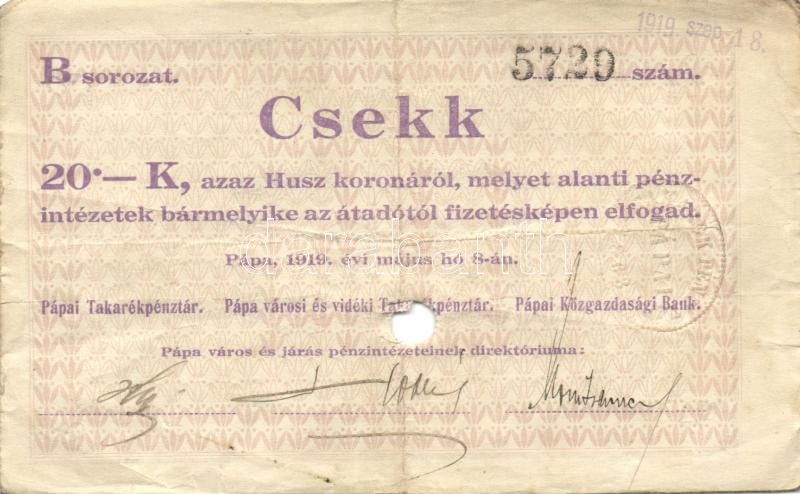 1919. szep. 18.
B sorozat. 5729 szám.
Csekk
20·— K, azaz Husz koronáról, melyet alanti pénz-
intézetek bármelyike az átadótól fizetésképen elfogad.
Pápa, 1919. évi május hó 8-án.
Pápai Takarékpénztár. Pápa városi és vidéki Takarékpénztár. Pápai Közgazdasági Bank.
Pápa város és járás pénzintézeteinek direktóriuma:
darabanth